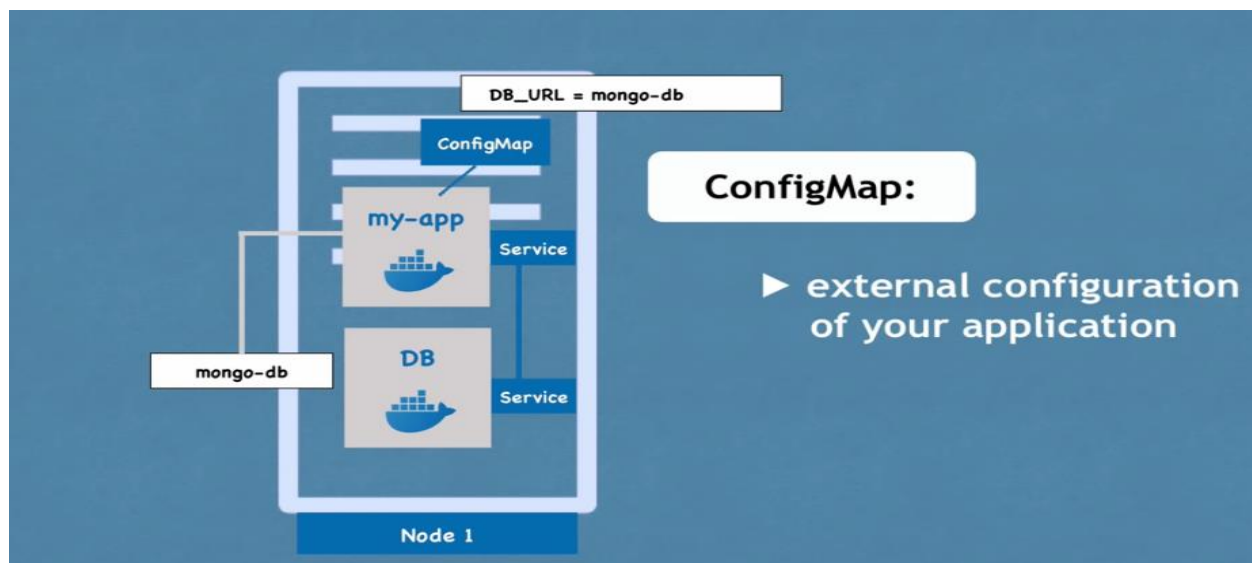 DB_URL = mongo-db
ConfigMap
ConfigMap:
my-app
Service
► external configuration
of your application
mongo-db
DB
Service
Node 1